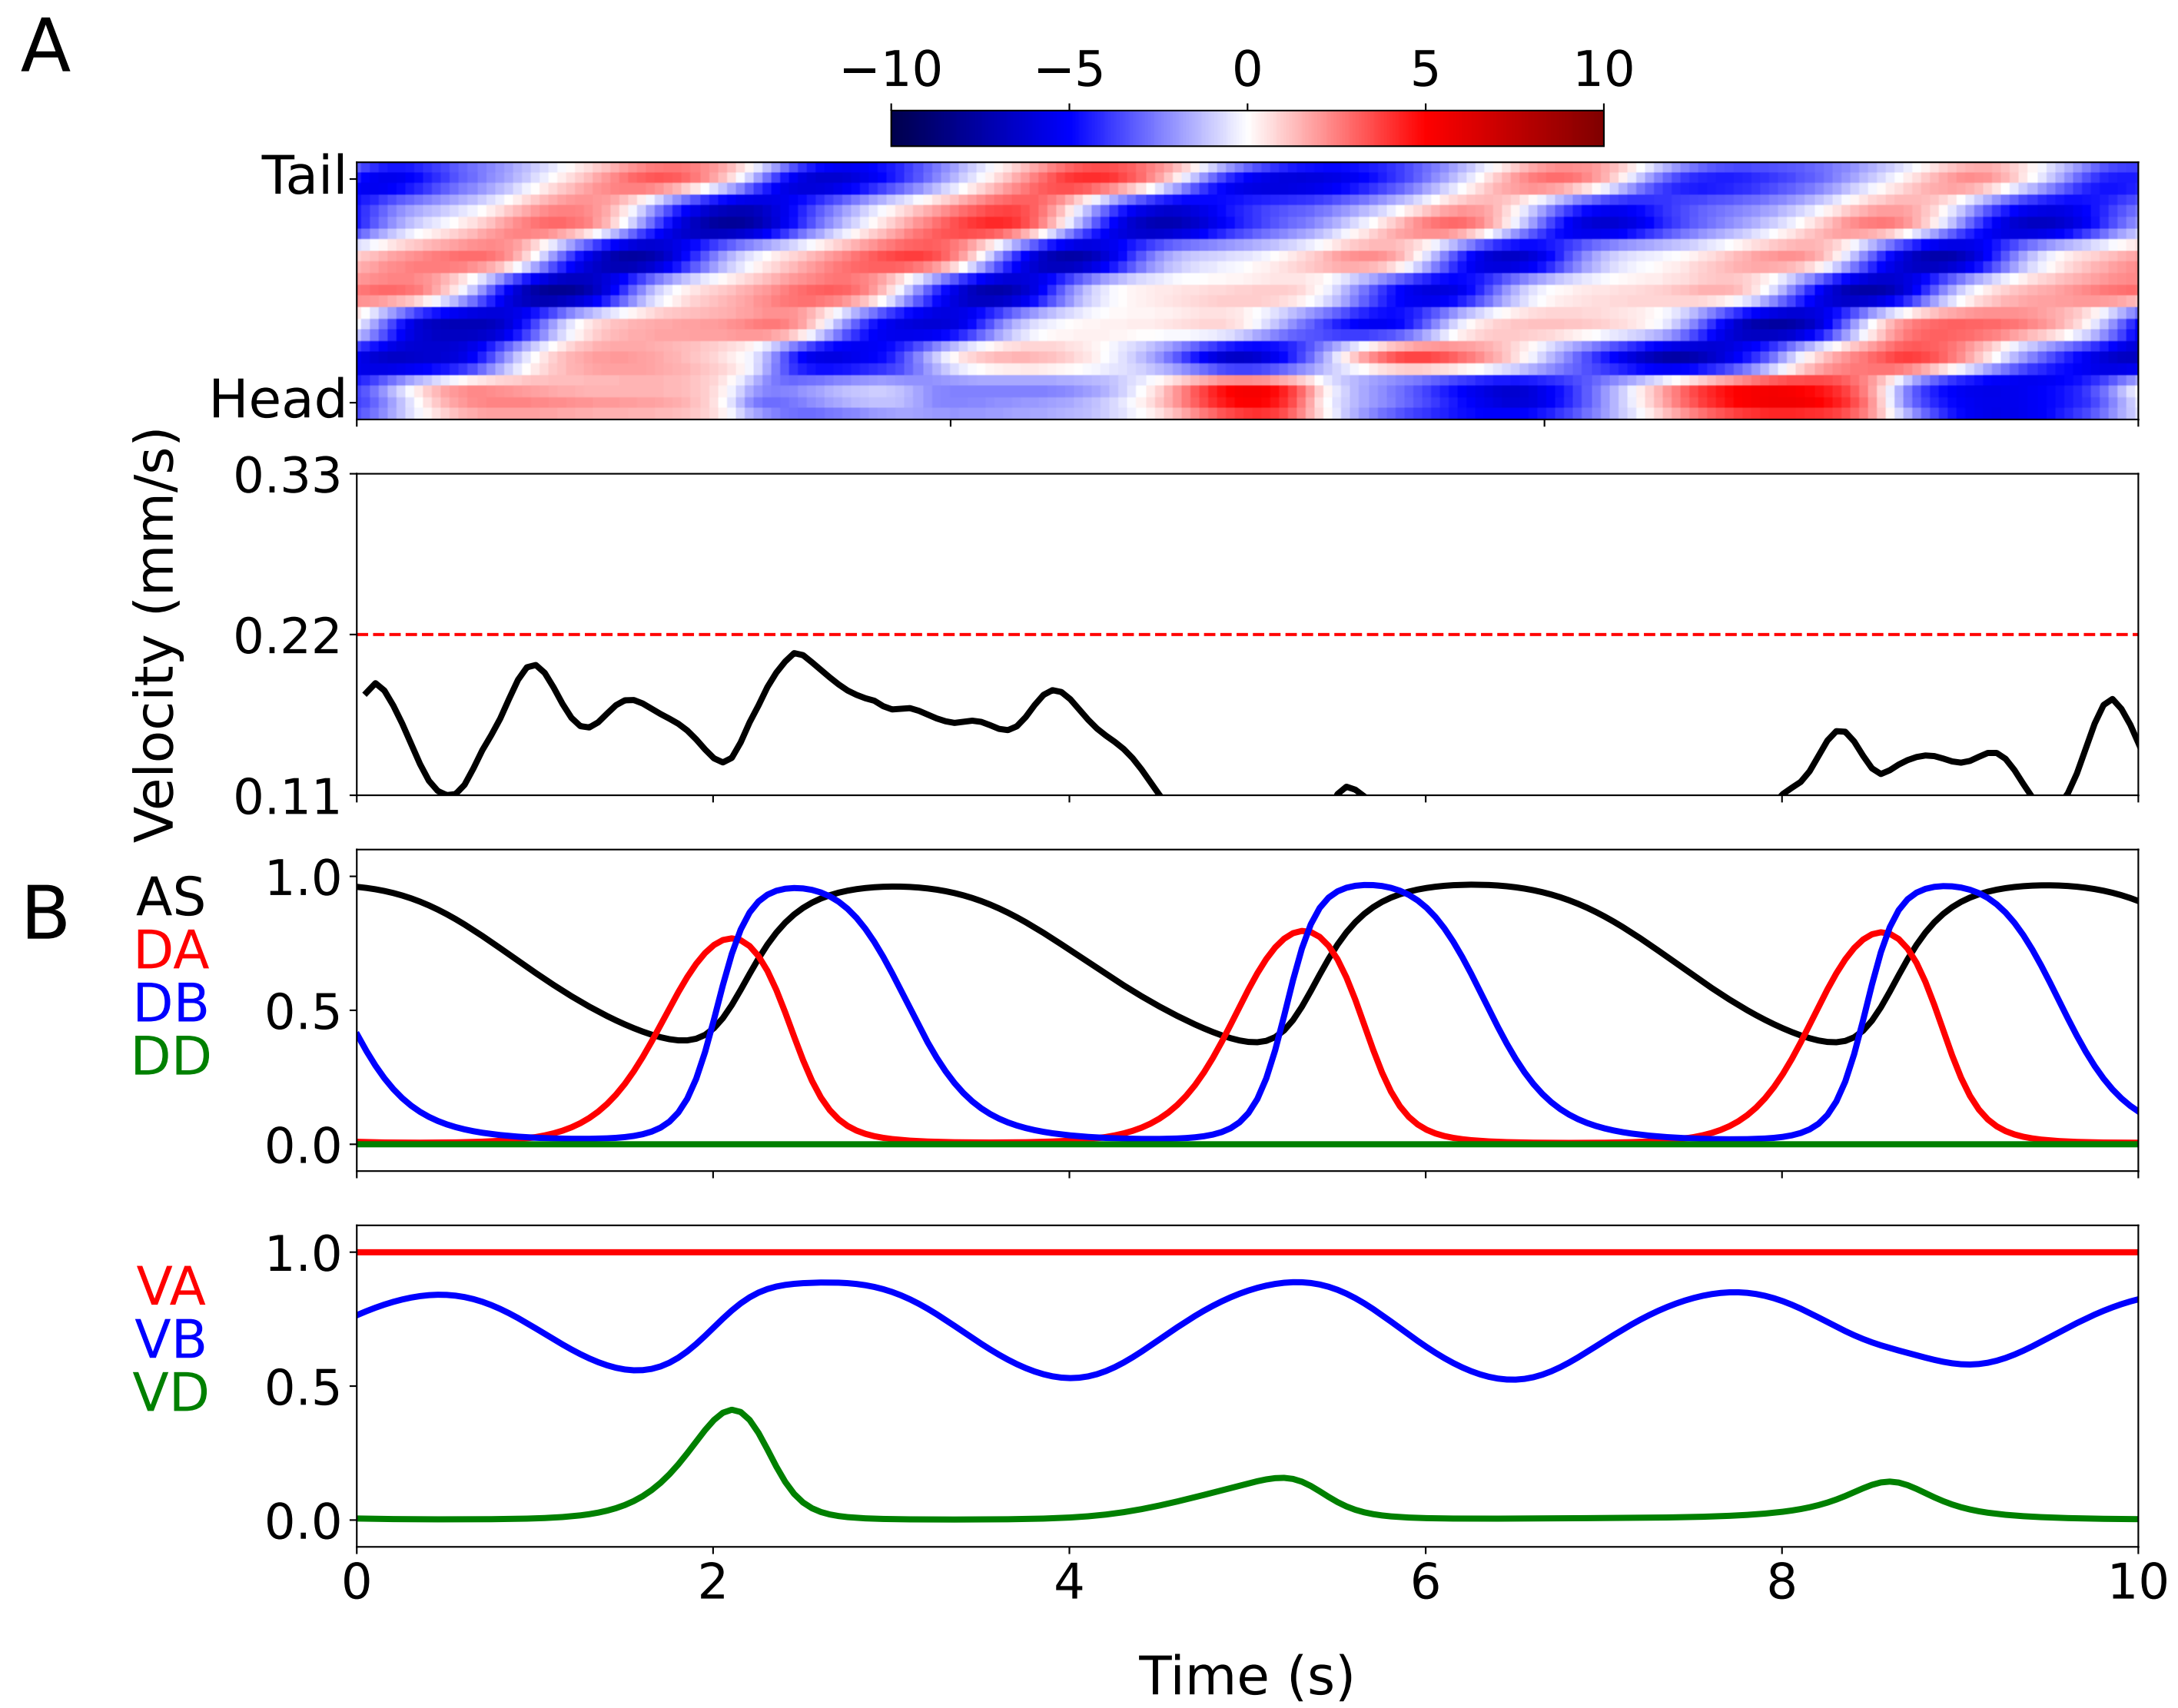 A
−10 −5 0 5 10
Tail
Head
Velocity (mm/s)
0.33
0.22
0.11
B
AS
DA
DB
DD
1.0
0.5
0.0
VA
VB
VD
1.0
0.5
0.0
0 2 4 6 8 10
Time (s)